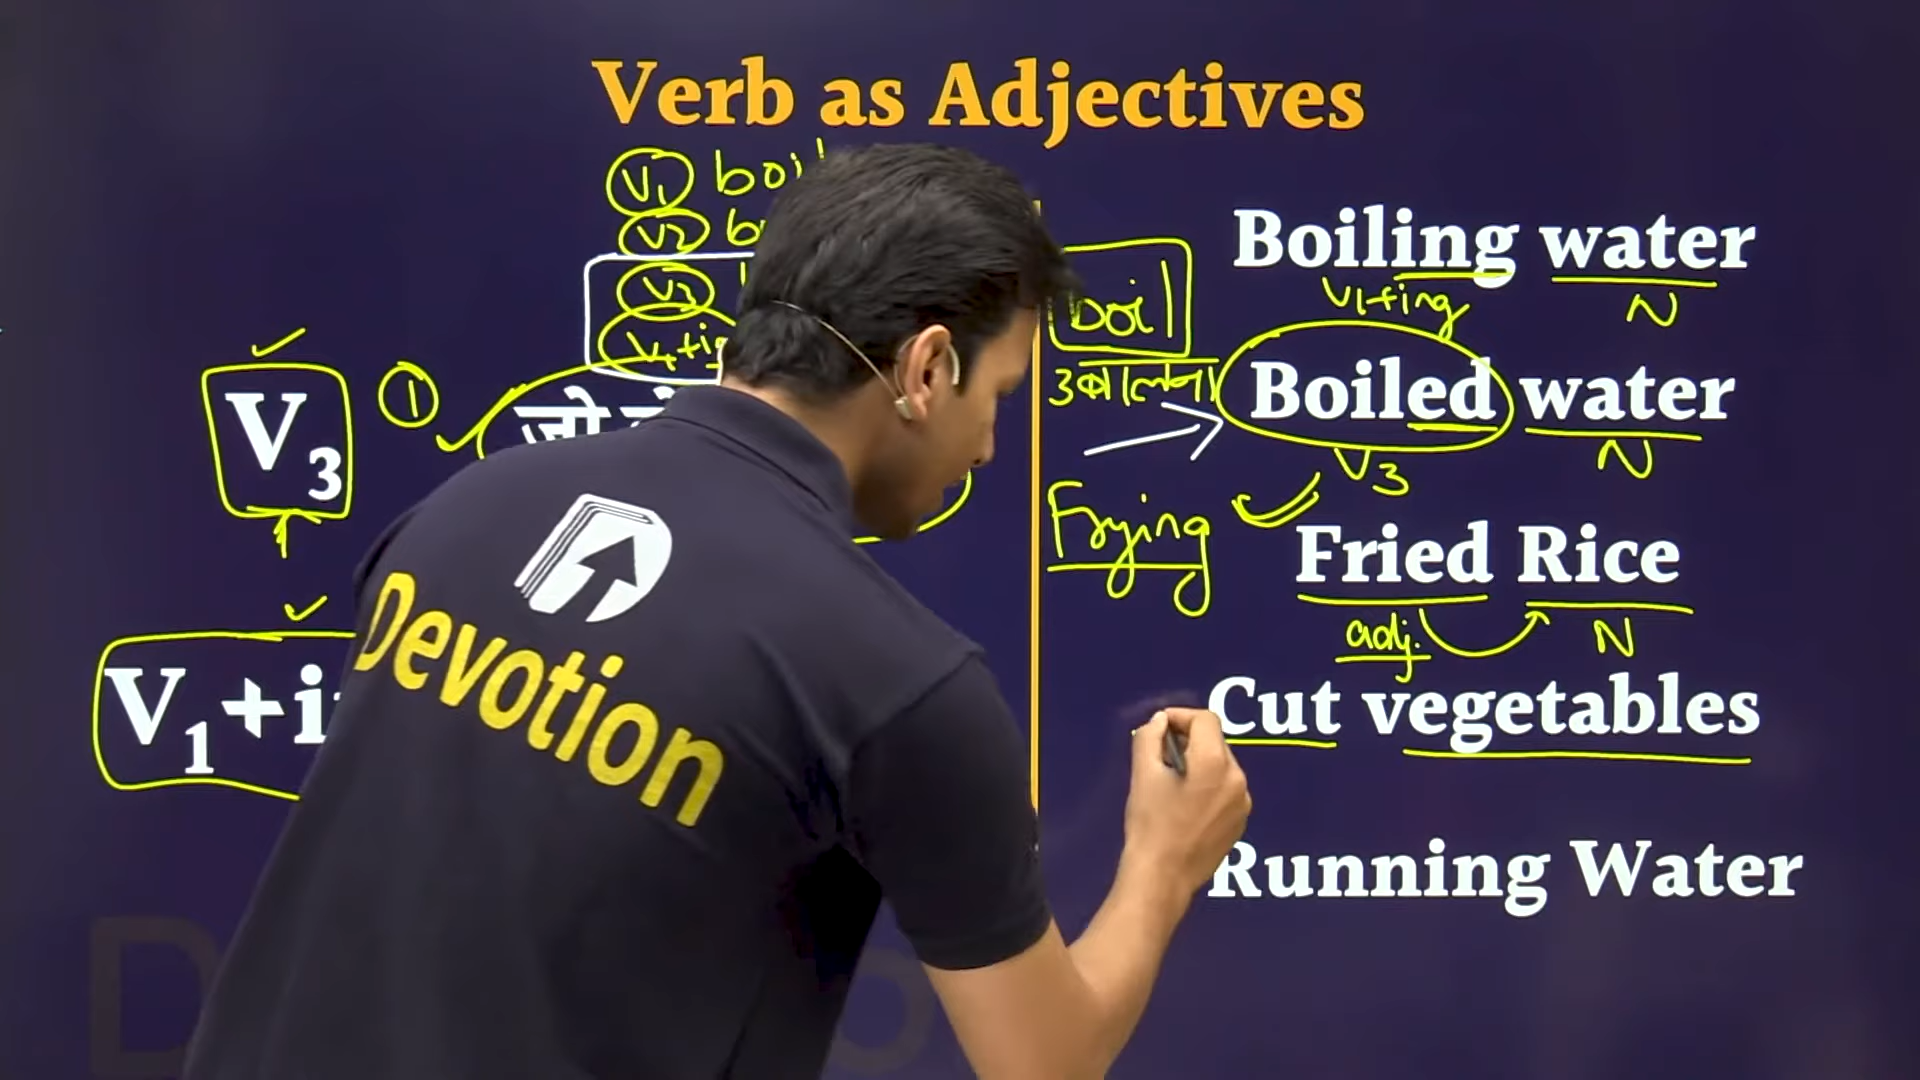 Verb as Adjectives
V1 boil
V2
V3
V1+ing
V3
1
जो
V1+
Devotion
boil
उबालना
Frying
Boiling water
V1+ing N
Boiled water
V3 N
Fried Rice
adj. N
Cut vegetables
Running Water